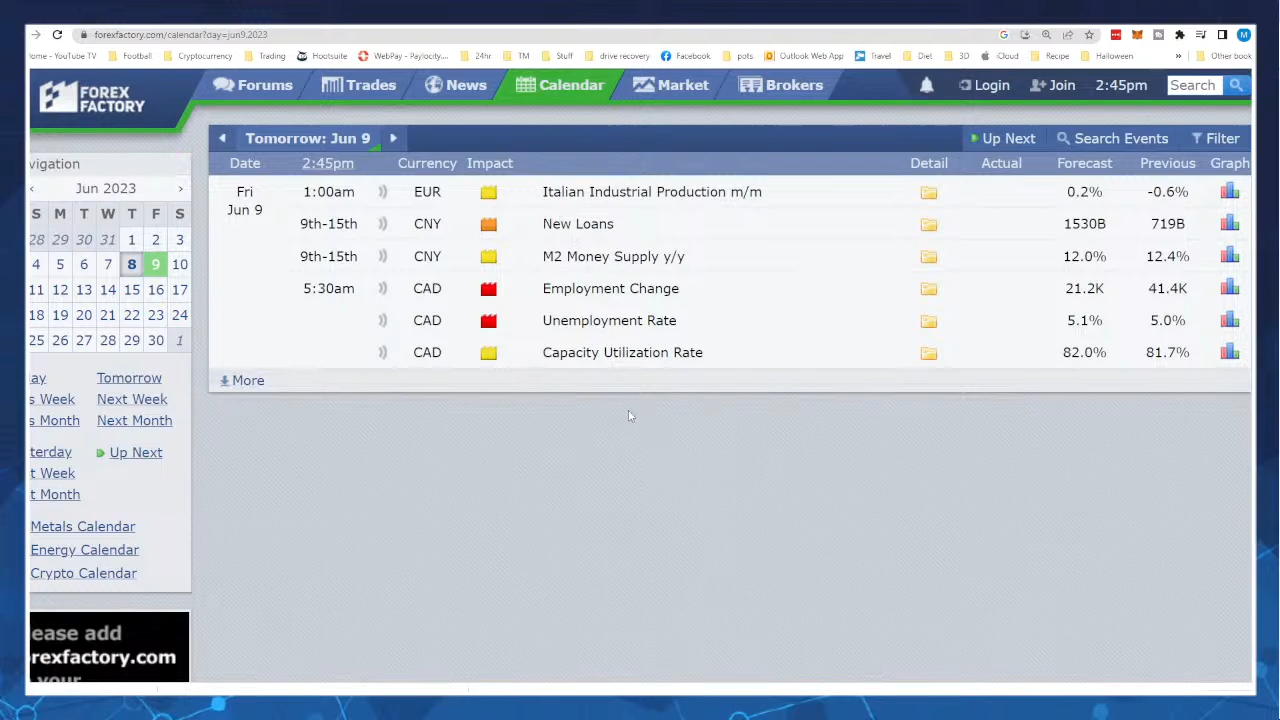 forexfactory.com/calendar?day=jun9.2023
Home - YouTube TV Football Cryptocurrency Trading Hootsuite WebPay - Paylocity... 24hr TM Stuff drive recovery Facebook pots Outlook Web App Travel Diet 3D iCloud Recipe Halloween » Other book
FOREX FACTORY Forums Trades News Calendar Market Brokers Login Join 2:45pm Search
Tomorrow: Jun 9 Up Next Search Events Filter
Date 2:45pm Currency Impact Detail Actual Forecast Previous Graph
Fri Jun 9 1:00am EUR Italian Industrial Production m/m 0.2% -0.6%
9th-15th CNY New Loans 1530B 719B
9th-15th CNY M2 Money Supply y/y 12.0% 12.4%
5:30am CAD Employment Change 21.2K 41.4K
CAD Unemployment Rate 5.1% 5.0%
CAD Capacity Utilization Rate 82.0% 81.7%
More
vigation
‹ Jun 2023 ›
S M T W T F S
28 29 30 31 1 2 3
4 5 6 7 8 9 10
11 12 13 14 15 16 17
18 19 20 21 22 23 24
25 26 27 28 29 30 1
ay Tomorrow
s Week Next Week
s Month Next Month
terday Up Next
t Week
t Month
Metals Calendar
Energy Calendar
Crypto Calendar
lease add
orexfactory.com
your